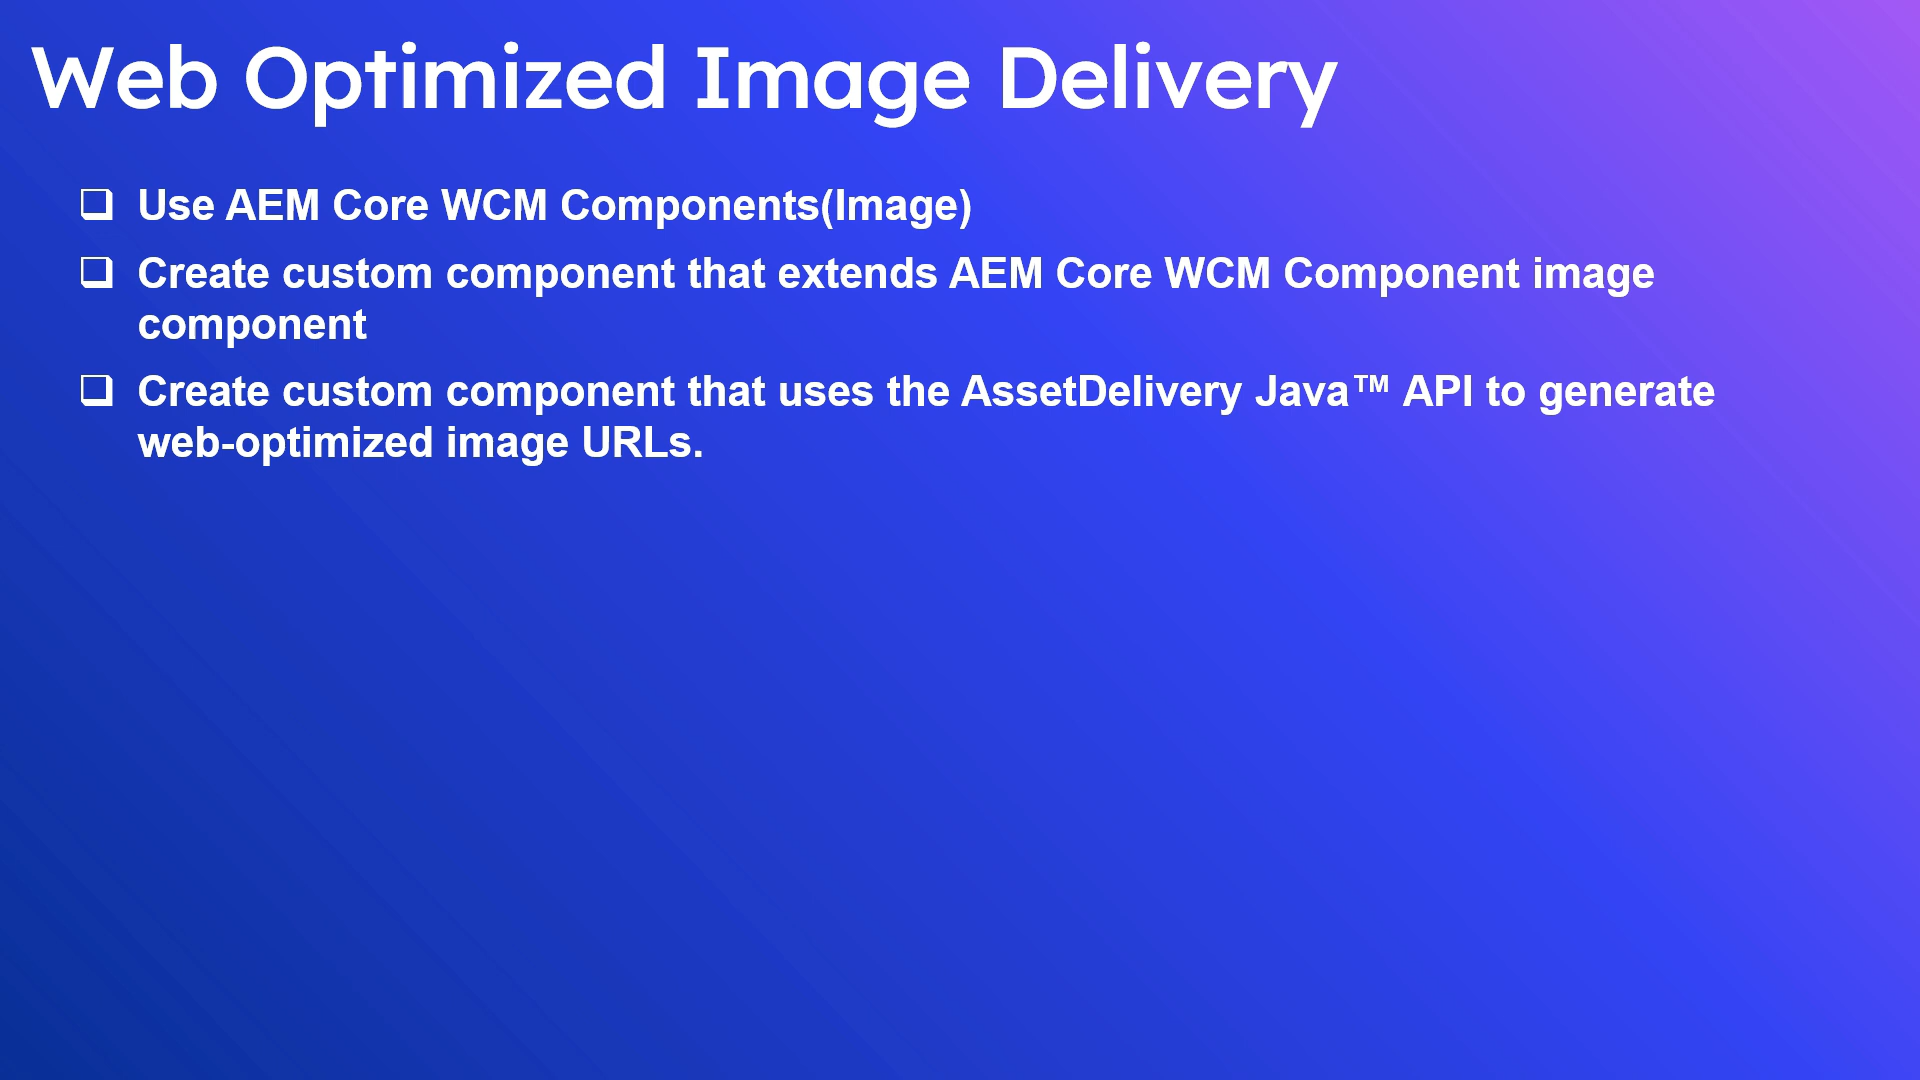 Web Optimized Image Delivery
❑ Use AEM Core WCM Components(Image)
❑ Create custom component that extends AEM Core WCM Component image
component
❑ Create custom component that uses the AssetDelivery Java™ API to generate
web-optimized image URLs.